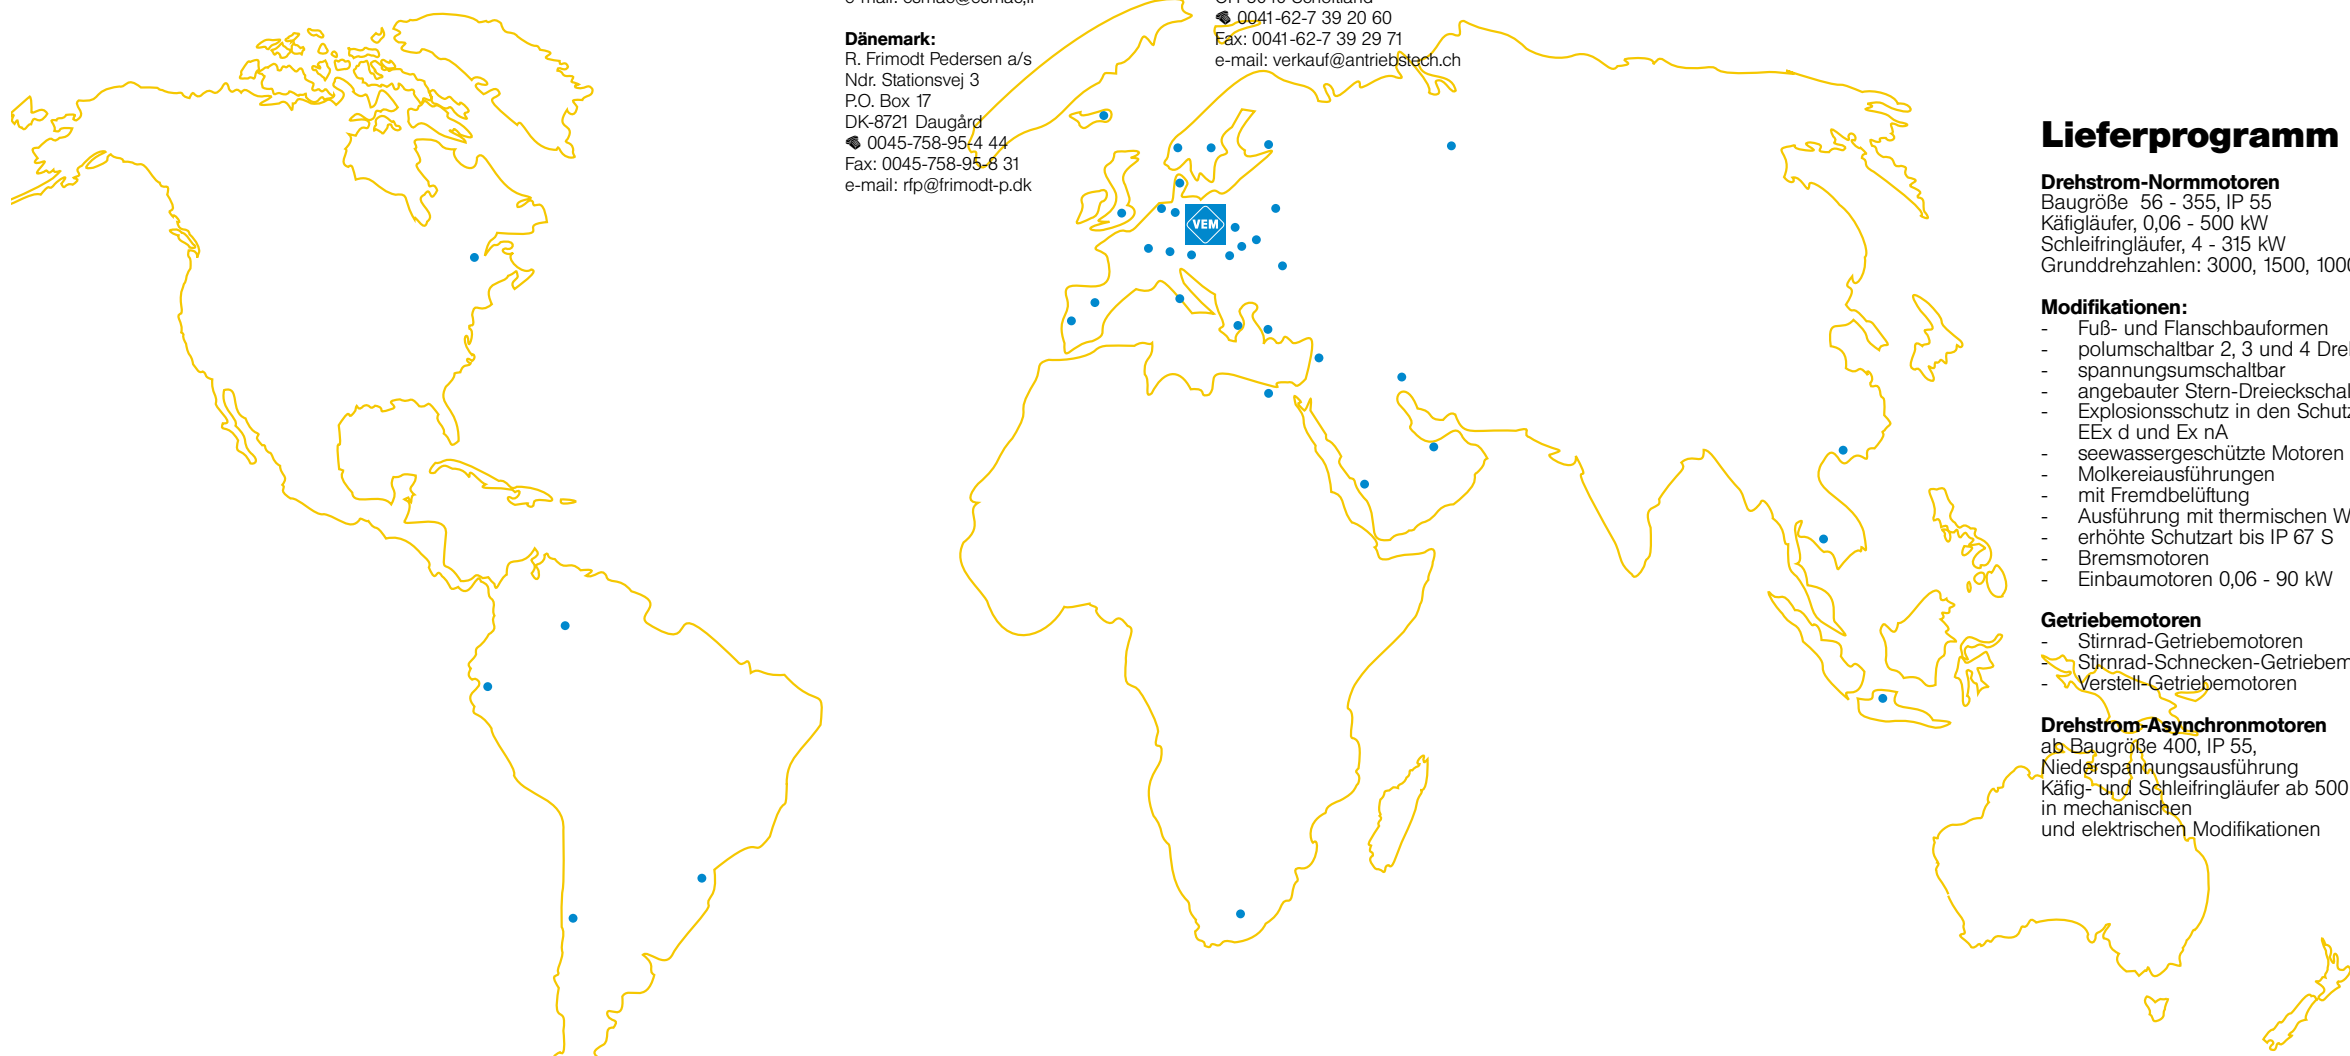 Dänemark:
R. Frimodt Pedersen a/s
Ndr. Stationsvej 3
P.O. Box 17
DK-8721 Daugård
0045-758-95-4 44
Fax: 0045-758-95-8 31
e-mail: rfp@frimodt-p.dk
0041-62-7 39 20 60
Fax: 0041-62-7 39 29 71
e-mail: verkauf@antriebstech.ch
VEM
Lieferprogramm
Drehstrom-Normmotoren
Baugröße 56 - 355, IP 55
Käfigläufer, 0,06 - 500 kW
Schleifringläufer, 4 - 315 kW
Grunddrehzahlen: 3000, 1500,
Modifikationen:
- Fuß- und Flanschbauformen
- polumschaltbar 2, 3 und 4
- spannungsumschaltbar
- angebauter
- Explosionsschutz in den
EEx d und Ex nA
- seewassergeschützte Motoren
- Molkereiausführungen
- mit Fremdbelüftung
- Ausführung mit thermischen
- erhöhte Schutzart bis IP 67 S
- Bremsmotoren
- Einbaumotoren 0,06 - 90 kW
Getriebemotoren
- Stirnrad-Getriebemotoren
- Stirnrad-Schnecken-
- Verstell-Getriebemotoren
Drehstrom-Asynchronmotoren
ab Baugröße 400, IP 55,
Niederspannungsausführung
Käfig- und Schleifringläufer ab 500
in mechanischen
und elektrischen Modifikationen